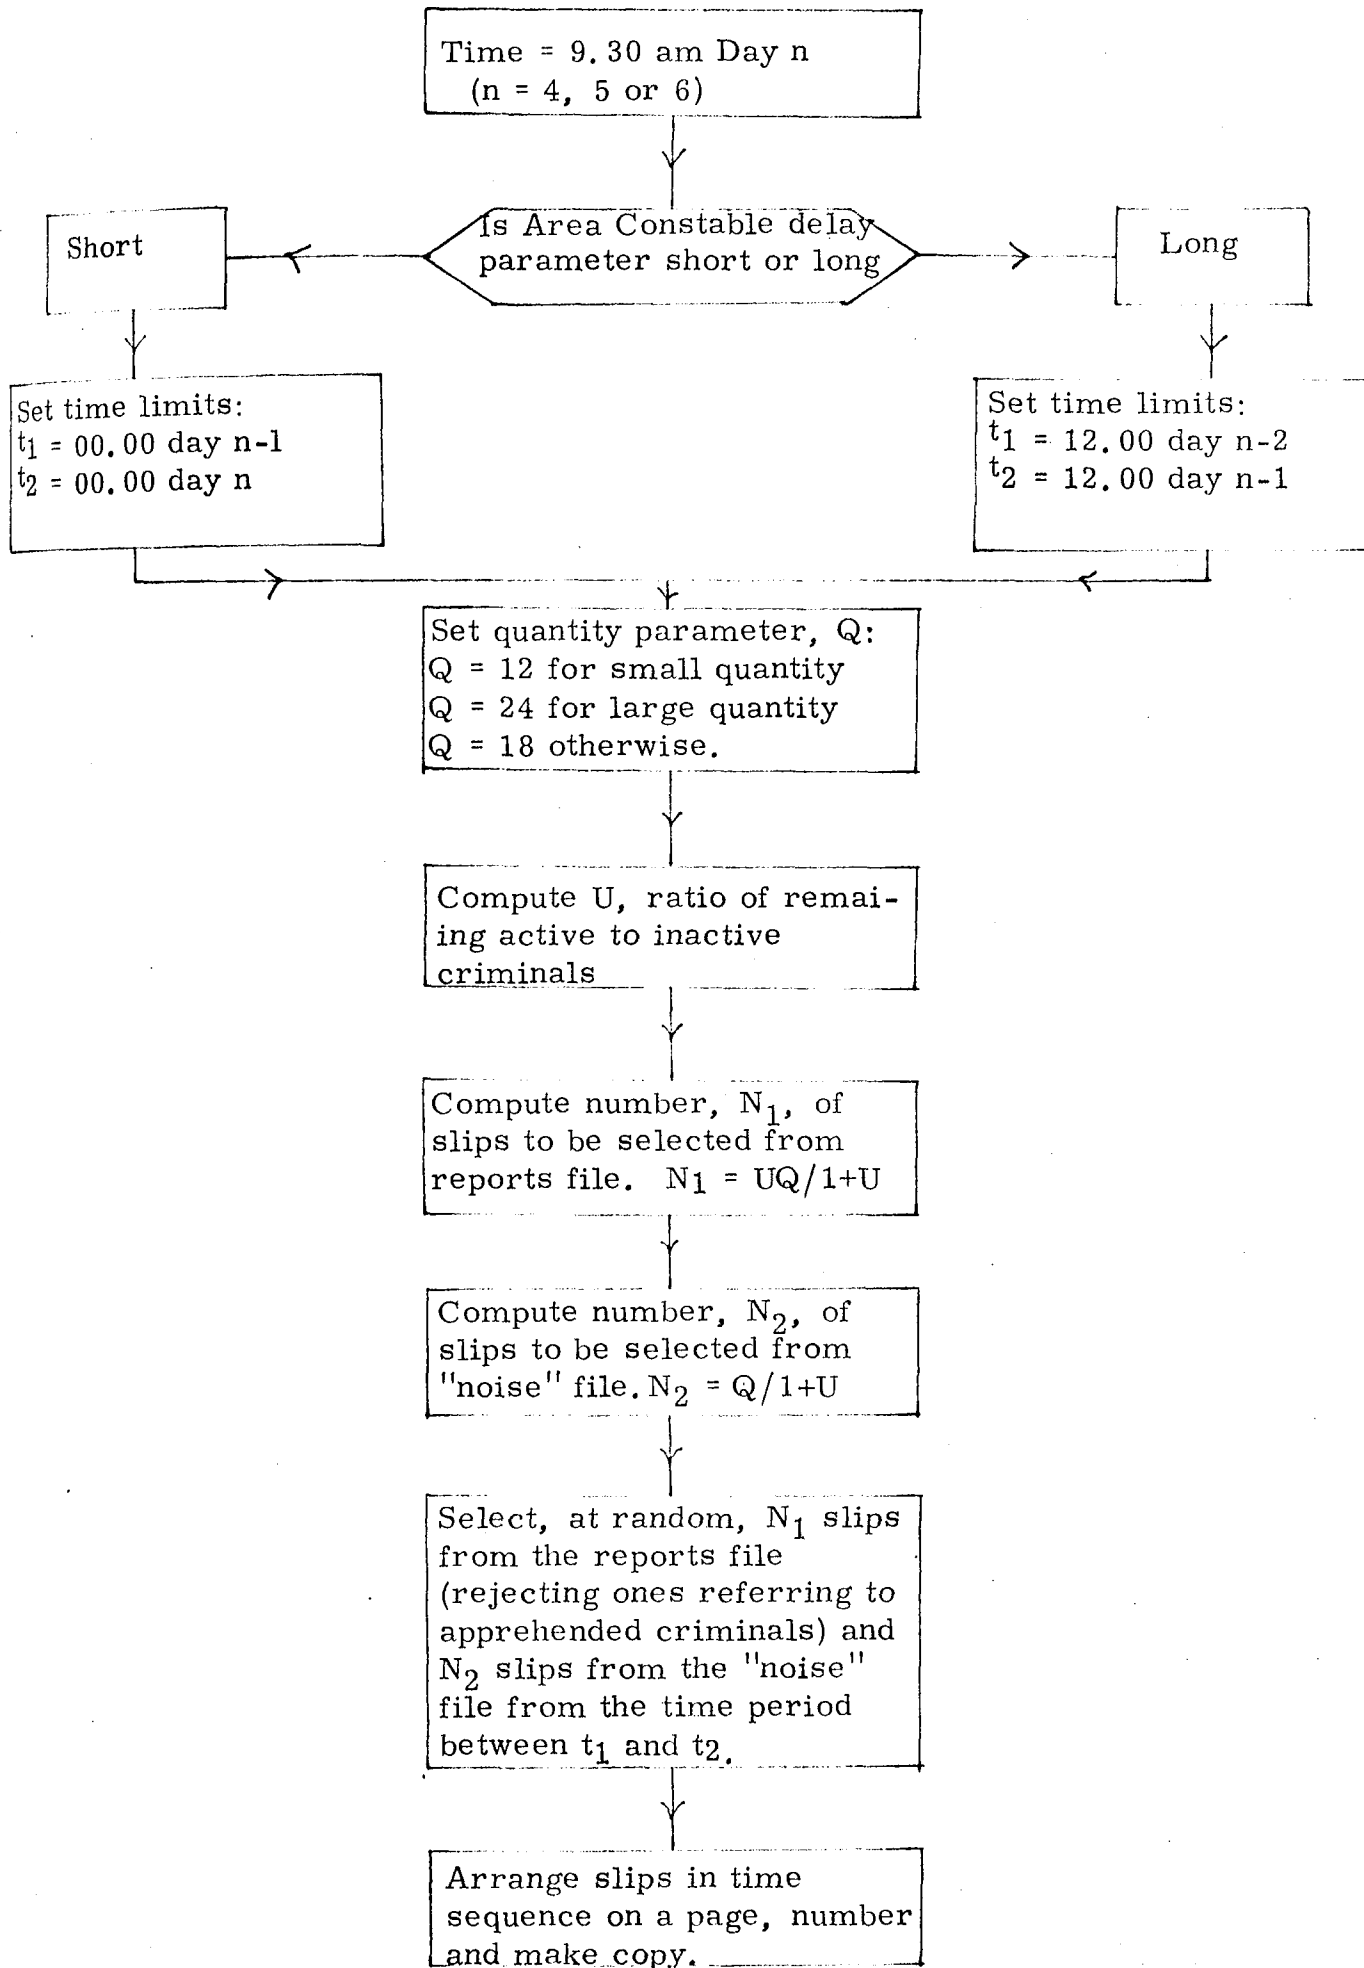 Time = 9.30 am Day n
(n = 4, 5 or 6)
Is Area Constable delay
parameter short or long
Short
Long
Set time limits:
t1 = 00.00 day n-1
t2 = 00.00 day n
Set time limits:
t1 = 12.00 day n-2
t2 = 12.00 day n-1
Set quantity parameter, Q:
Q = 12 for small quantity
Q = 24 for large quantity
Q = 18 otherwise.
Compute U, ratio of remai-
ing active to inactive
criminals
Compute number, N1, of
slips to be selected from
reports file. N1 = UQ/1+U
Compute number, N2, of
slips to be selected from
"noise" file. N2 = Q/1+U
Select, at random, N1 slips
from the reports file
(rejecting ones referring to
apprehended criminals) and
N2 slips from the "noise"
file from the time period
between t1 and t2.
Arrange slips in time
sequence on a page, number
and make copy.